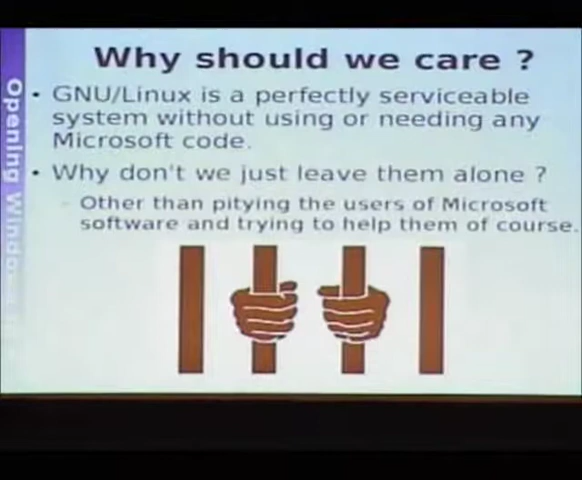 Why should we care ?
• GNU/Linux is a perfectly serviceable
system without using or needing any
Microsoft code.
• Why don't we just leave them alone ?
– Other than pitying the users of Microsoft
software and trying to help them of course.
Opening Windows